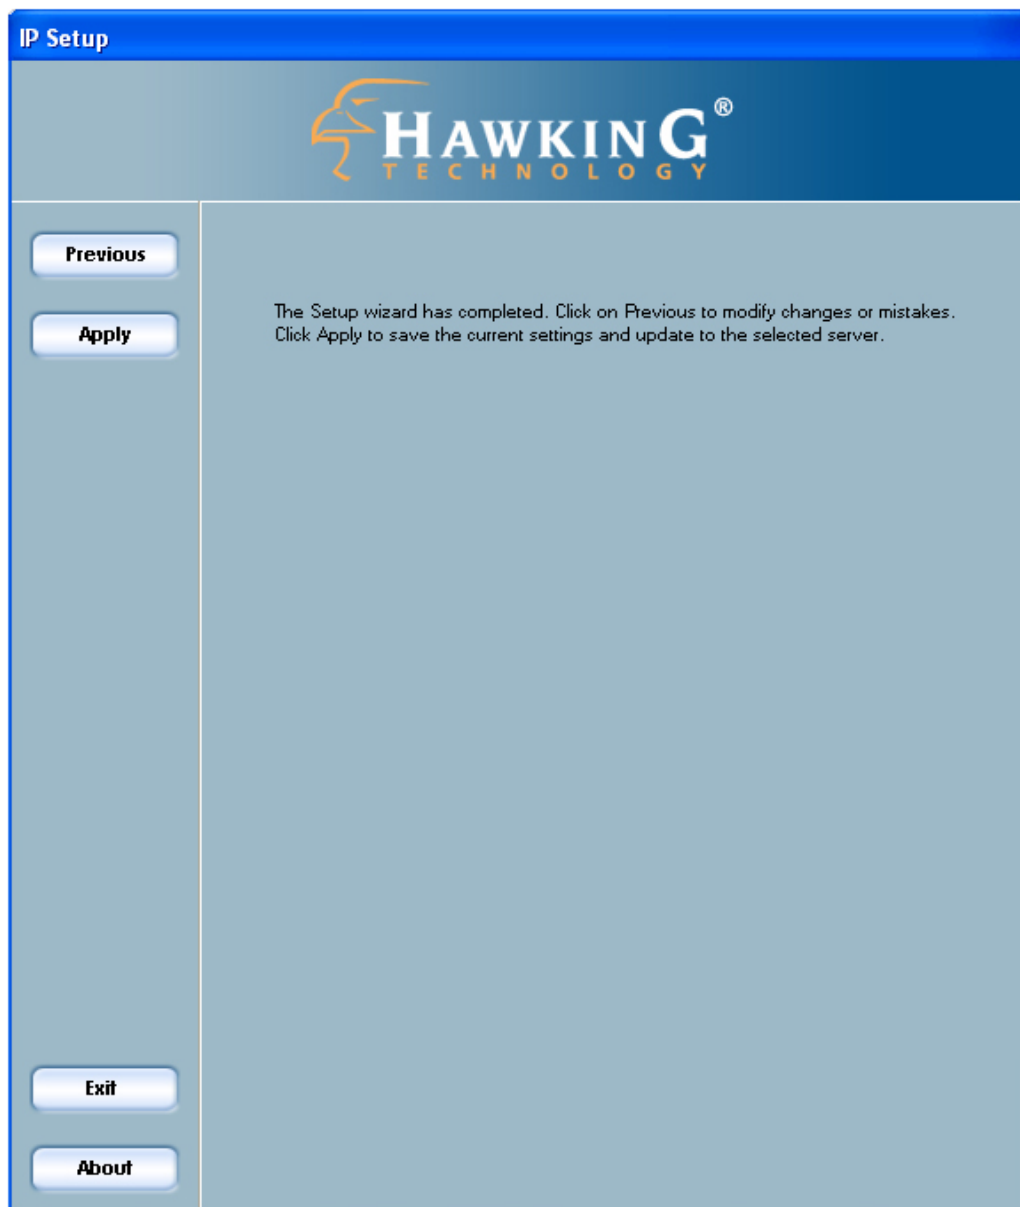 IP Setup
HAWKING®
TECHNOLOGY
Previous
Apply
The Setup wizard has completed. Click on Previous to modify changes or mistakes.
Click Apply to save the current settings and update to the selected server.
Exit
About